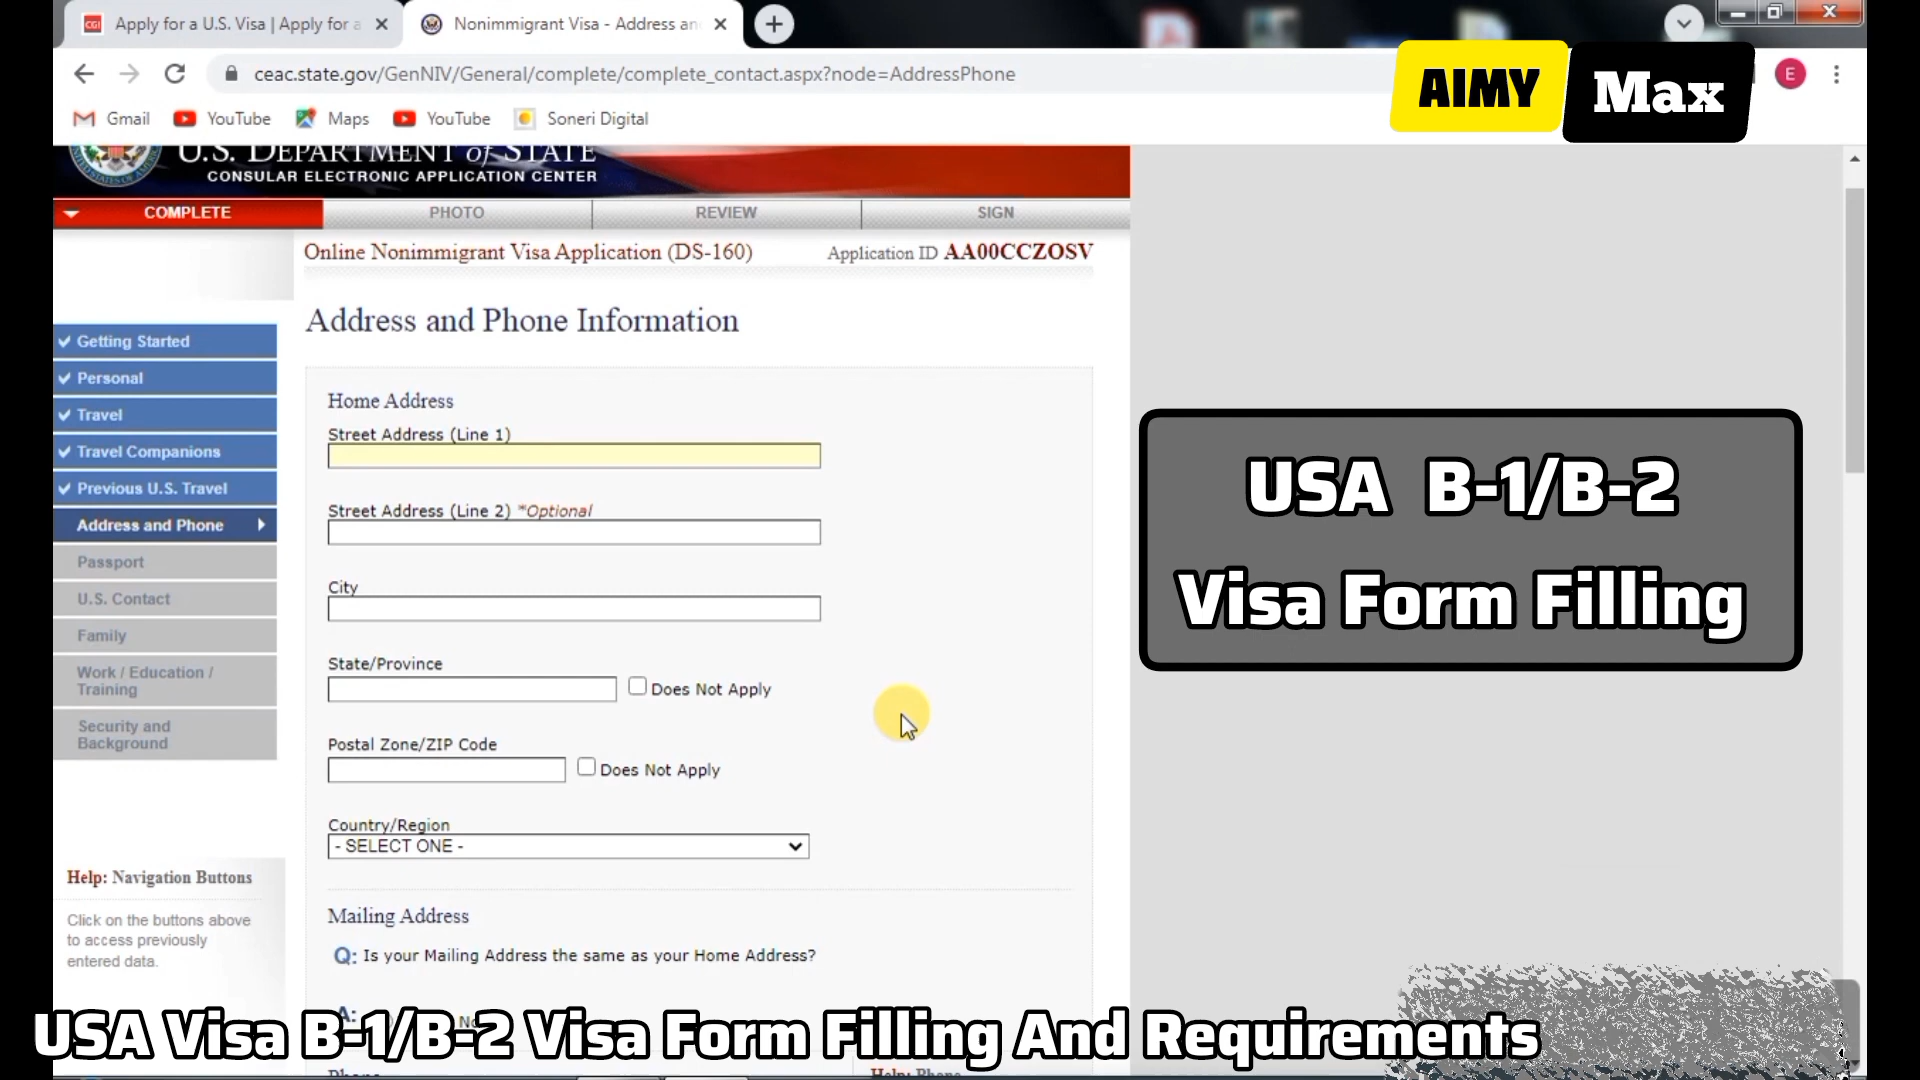 Apply for a U.S. Visa | Apply for a
Nonimmigrant Visa - Address an
ceac.state.gov/GenNIV/General/complete/complete_contact.aspx?node=AddressPhone
E
AIMY Max
Gmail YouTube Maps YouTube Soneri Digital
U.S. DEPARTMENT of STATE
CONSULAR ELECTRONIC APPLICATION CENTER
COMPLETE PHOTO REVIEW SIGN
Online Nonimmigrant Visa Application (DS-160) Application ID AA00CCZOSV
Address and Phone Information
Getting Started
Personal
Travel
Travel Companions
Previous U.S. Travel
Address and Phone
Passport
U.S. Contact
Family
Work / Education /
Training
Security and
Background
Help: Navigation Buttons
Click on the buttons above
to access previously
entered data.
Home Address
Street Address (Line 1)
Street Address (Line 2) *Optional
City
State/Province
Does Not Apply
Postal Zone/ZIP Code
Does Not Apply
Country/Region
- SELECT ONE -
Mailing Address
Q: Is your Mailing Address the same as your Home Address?
A:
Phone
Help: Phone
USA B-1/B-2
Visa Form Filling
USA Visa B-1/B-2 Visa Form Filling And Requirements